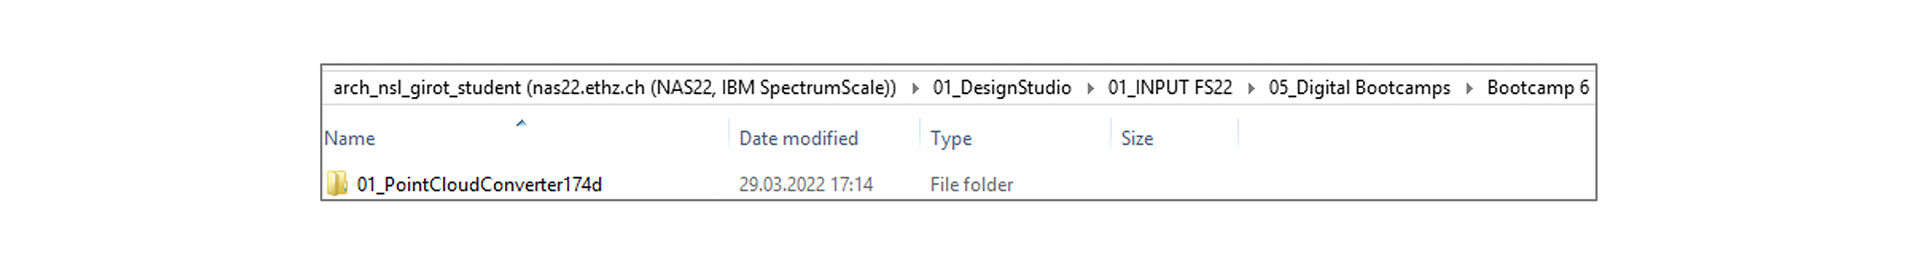 arch_nsl_girot_student (nas22.ethz.ch (NAS22, IBM SpectrumScale)) ▸ 01_DesignStudio ▸ 01_INPUT FS22 ▸ 05_Digital Bootcamps ▸ Bootcamp 6
Name Date modified Type Size
01_PointCloudConverter174d 29.03.2022 17:14 File folder